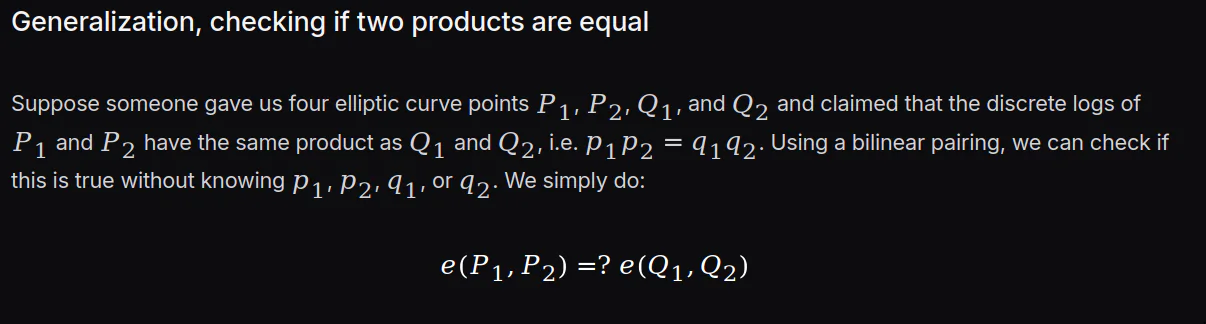 Generalization, checking if two products are equal
Suppose someone gave us four elliptic curve points P₁, P₂, Q₁, and Q₂ and claimed that the discrete logs of
P₁ and P₂ have the same product as Q₁ and Q₂, i.e. p₁p₂ = q₁q₂. Using a bilinear pairing, we can check if
this is true without knowing p₁, p₂, q₁, or q₂. We simply do:
e(P₁, P₂) =? e(Q₁, Q₂)